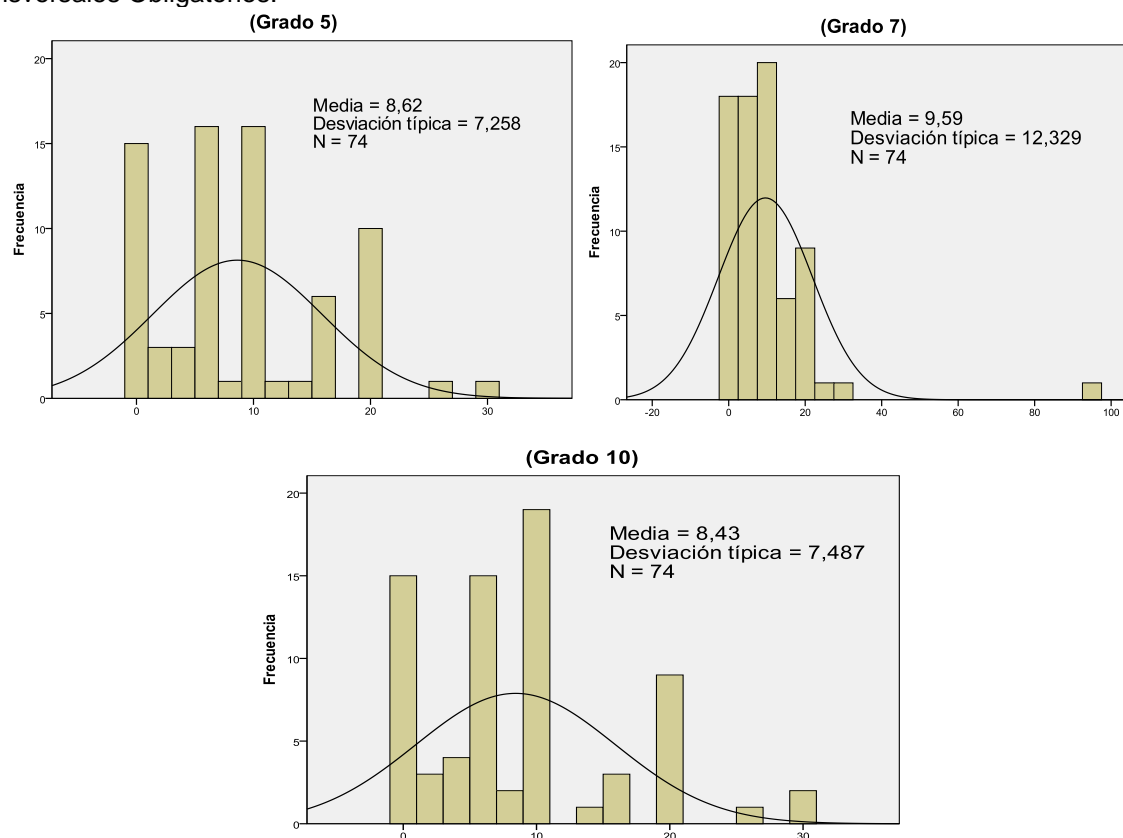 (Grado 5)
20
15
10
5
0
Frecuencia
Media = 8,62
Desviación típica = 7,258
N = 74
0 10 20 30
(Grado 7)
20
15
10
5
0
Frecuencia
Media = 9,59
Desviación típica = 12,329
N = 74
-20 0 20 40 60 80 100
(Grado 10)
20
15
10
5
0
Frecuencia
Media = 8,43
Desviación típica = 7,487
N = 74
0 10 20 30